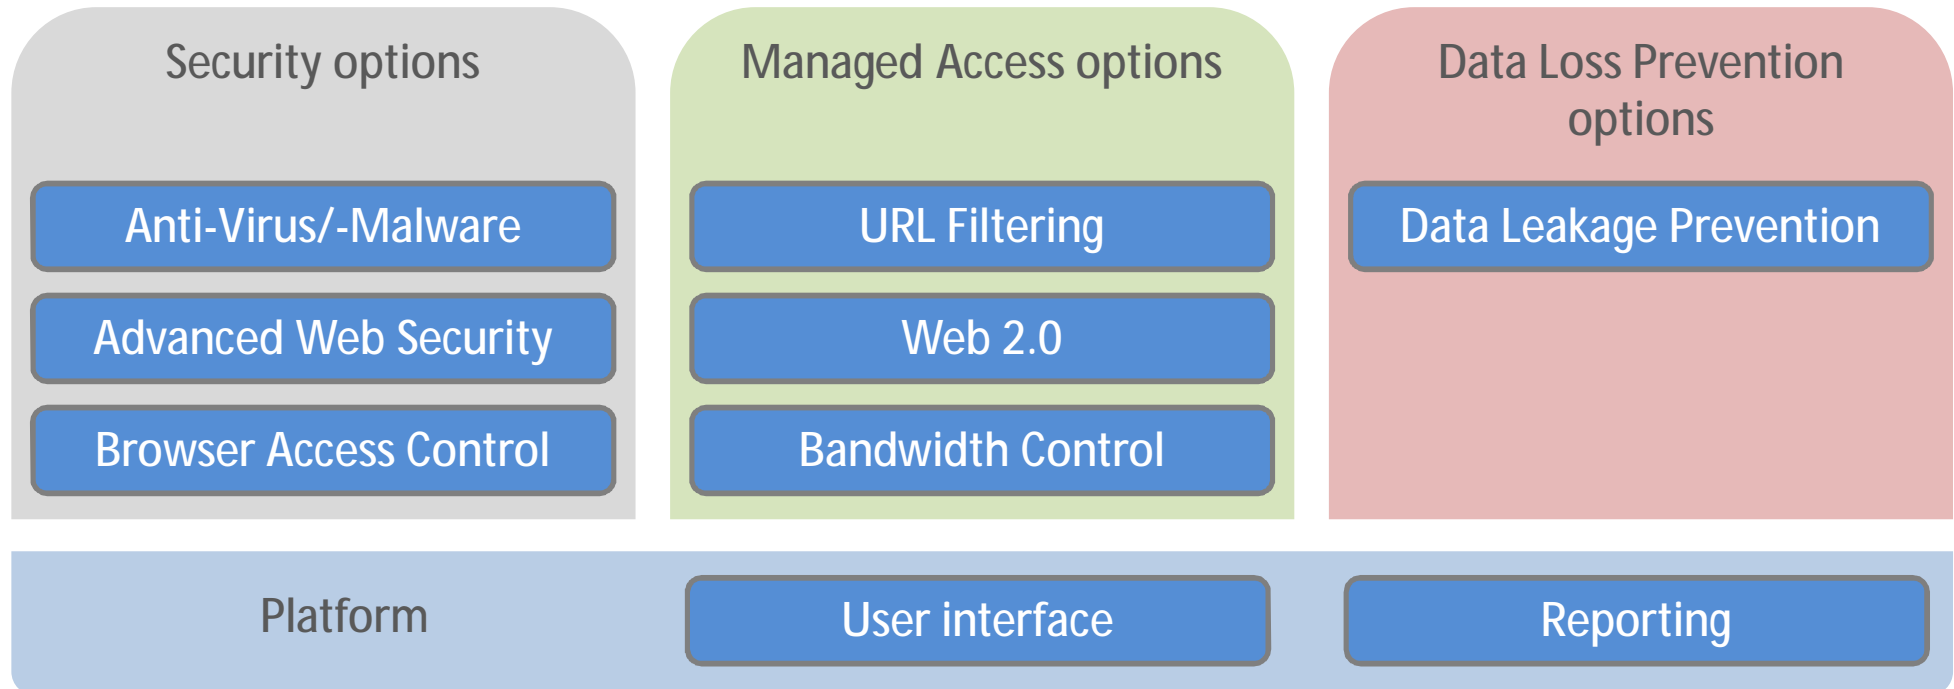 Security options
Anti-Virus/-Malware
Advanced Web Security
Browser Access Control
Managed Access options
URL Filtering
Web 2.0
Bandwidth Control
Data Loss Prevention
options
Data Leakage Prevention
Platform
User interface
Reporting